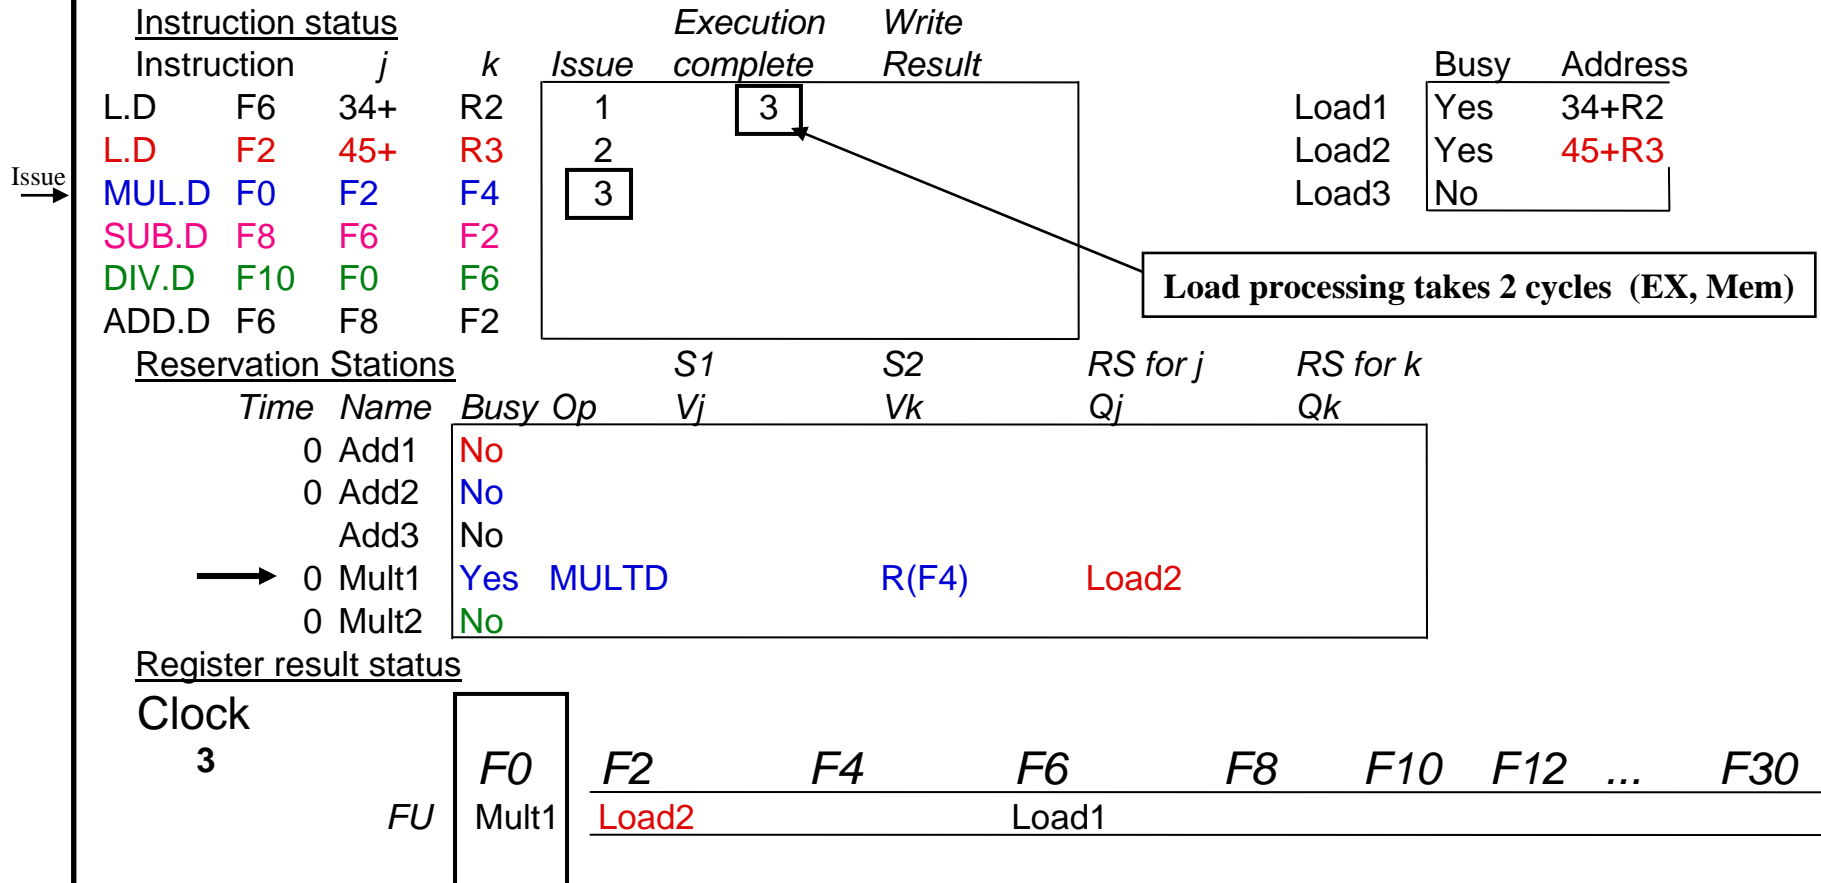 Instruction status Execution Write
Instruction j k Issue complete Result Busy Address
L.D F6 34+ R2 1 3 Load1 Yes 34+R2
L.D F2 45+ R3 2 Load2 Yes 45+R3
Issue MUL.D F0 F2 F4 3 Load3 No
SUB.D F8 F6 F2
DIV.D F10 F0 F6 Load processing takes 2 cycles (EX, Mem)
ADD.D F6 F8 F2
Reservation Stations S1 S2 RS for j RS for k
Time Name Busy Op Vj Vk Qj Qk
0 Add1 No
0 Add2 No
Add3 No
0 Mult1 Yes MULTD R(F4) Load2
0 Mult2 No
Register result status
Clock
3 F0 F2 F4 F6 F8 F10 F12 ... F30
FU Mult1 Load2 Load1